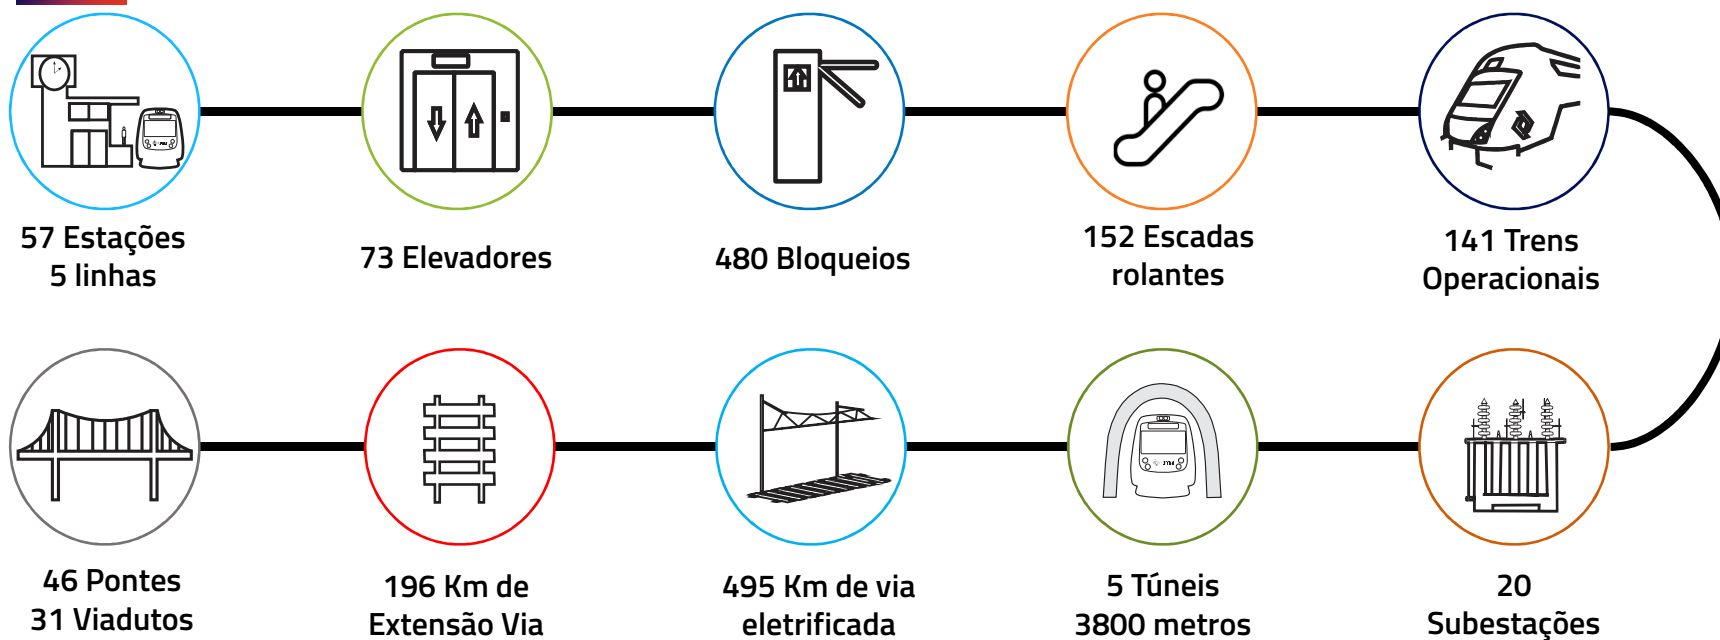 57 Estações
5 linhas
73 Elevadores
480 Bloqueios
152 Escadas
rolantes
141 Trens
Operacionais
46 Pontes
31 Viadutos
196 Km de
Extensão Via
495 Km de via
eletrificada
5 Túneis
3800 metros
20
Subestações